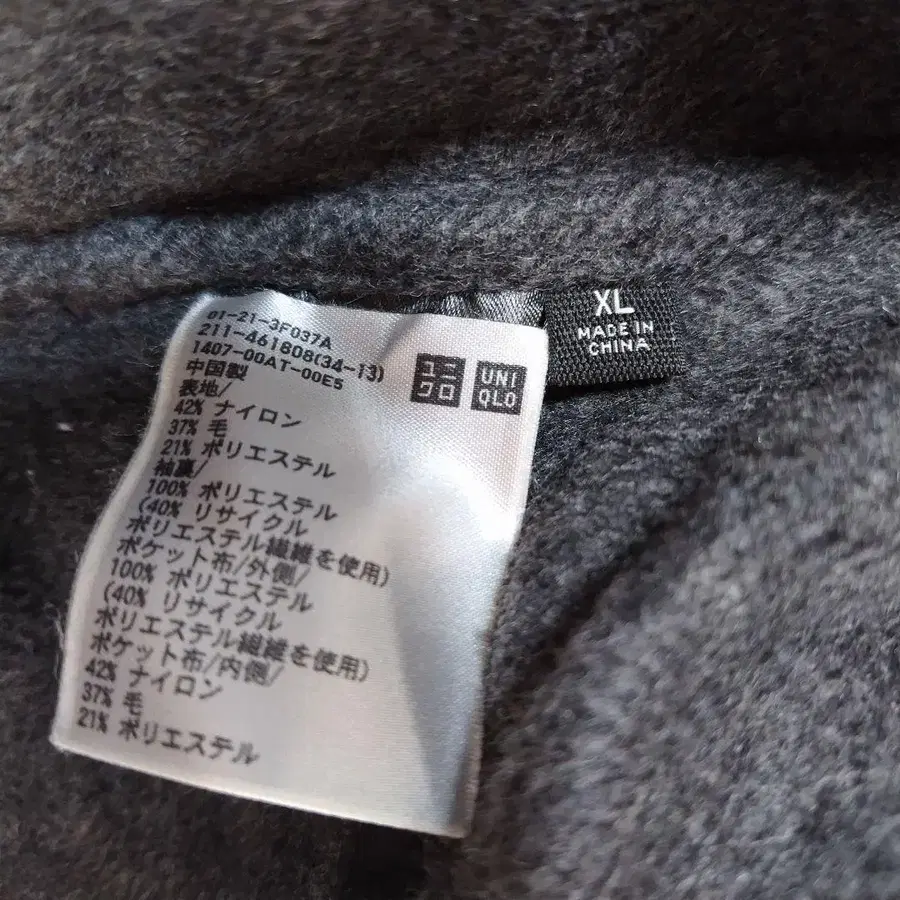 01-21-3F037A
211-461808(34-13)
1407-00AT-00E5
中国製
表地/
42% ナイロン
37% 毛
21% ポリエステル
袖裏/
100% ポリエステル
(40% リサイクル
ポリエステル繊維を使用)
ポケット布/外側/
100% ポリエステル
(40% リサイクル
ポリエステル繊維を使用)
ポケット布/内側/
42% ナイロン
37% 毛
21% ポリエステル
ユニ
クロ
UNI
QLO
XL
MADE IN
CHINA